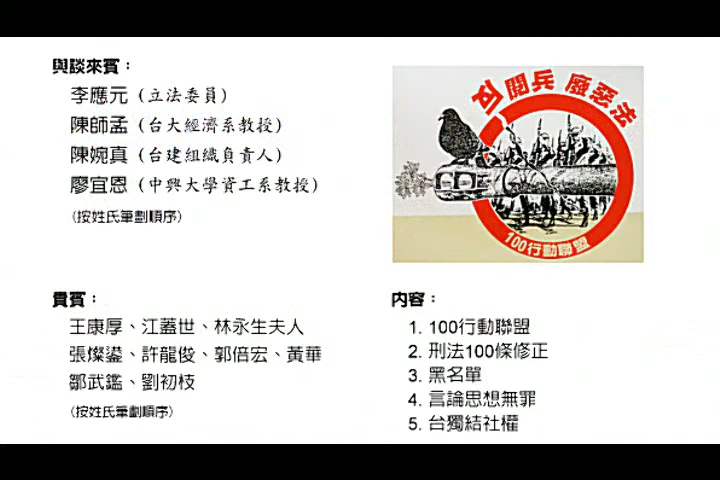 與談來賓：
李應元（立法委員）
陳師孟（台大經濟系教授）
陳婉真（台建組織負責人）
廖宜恩（中興大學資工系教授）
（按姓氏筆劃順序）
反閱兵 廢惡法
100行動聯盟
貴賓：
王康厚、江蓋世、林永生夫人
張燦鍙、許龍俊、郭倍宏、黃華
鄒武鑑、劉初枝
（按姓氏筆劃順序）
內容：
1. 100行動聯盟
2. 刑法100條修正
3. 黑名單
4. 言論思想無罪
5. 台獨結社權